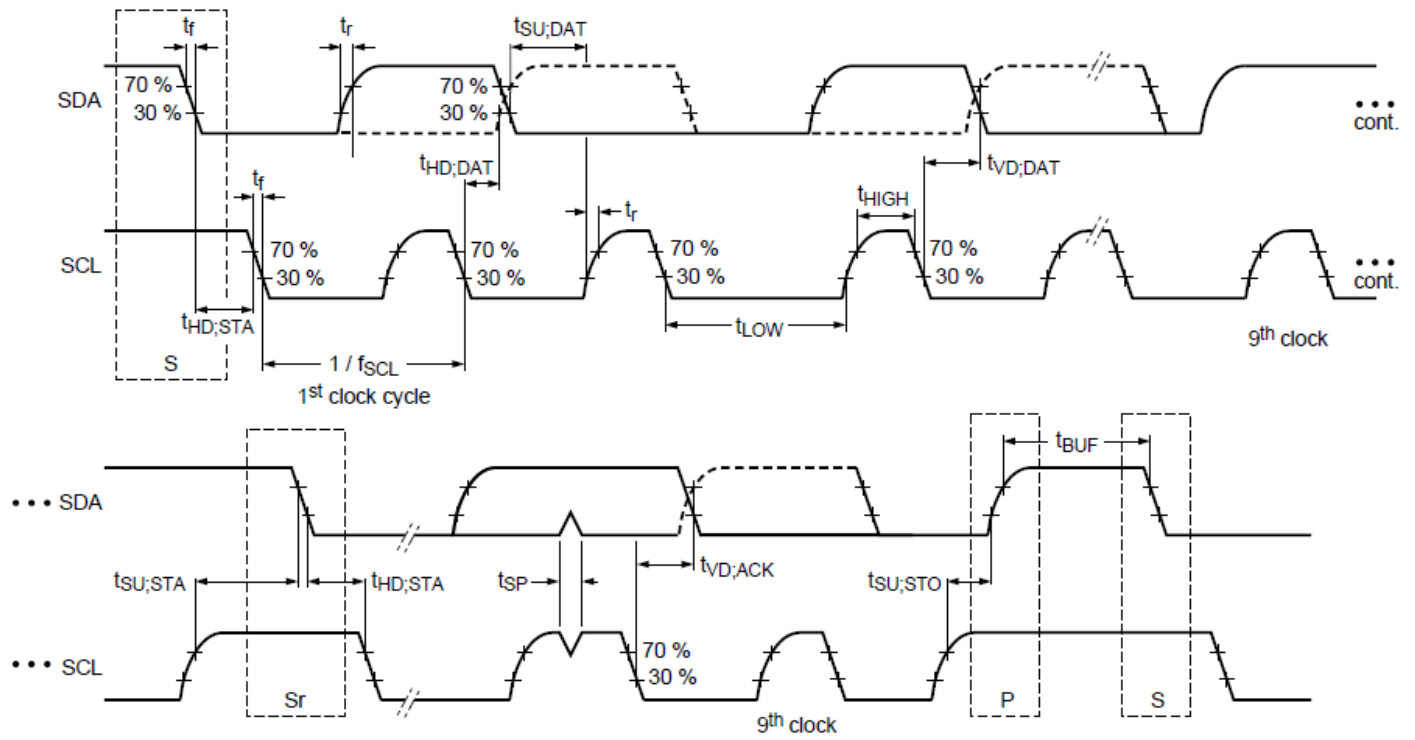 tf tr tSU;DAT
70 % 70 %
SDA
30 % 30 %
cont.
tHD;DAT tVD;DAT
tf tHIGH
tr
70 % 70 % 70 % 70 %
SCL
30 % 30 % 30 % 30 %
cont.
tHD;STA tLOW
9th clock
S 1 / fSCL
1st clock cycle
tBUF
SDA
tSU;STA tHD;STA tSP tVD;ACK tSU;STO
70 %
SCL
30 %
Sr P S
9th clock